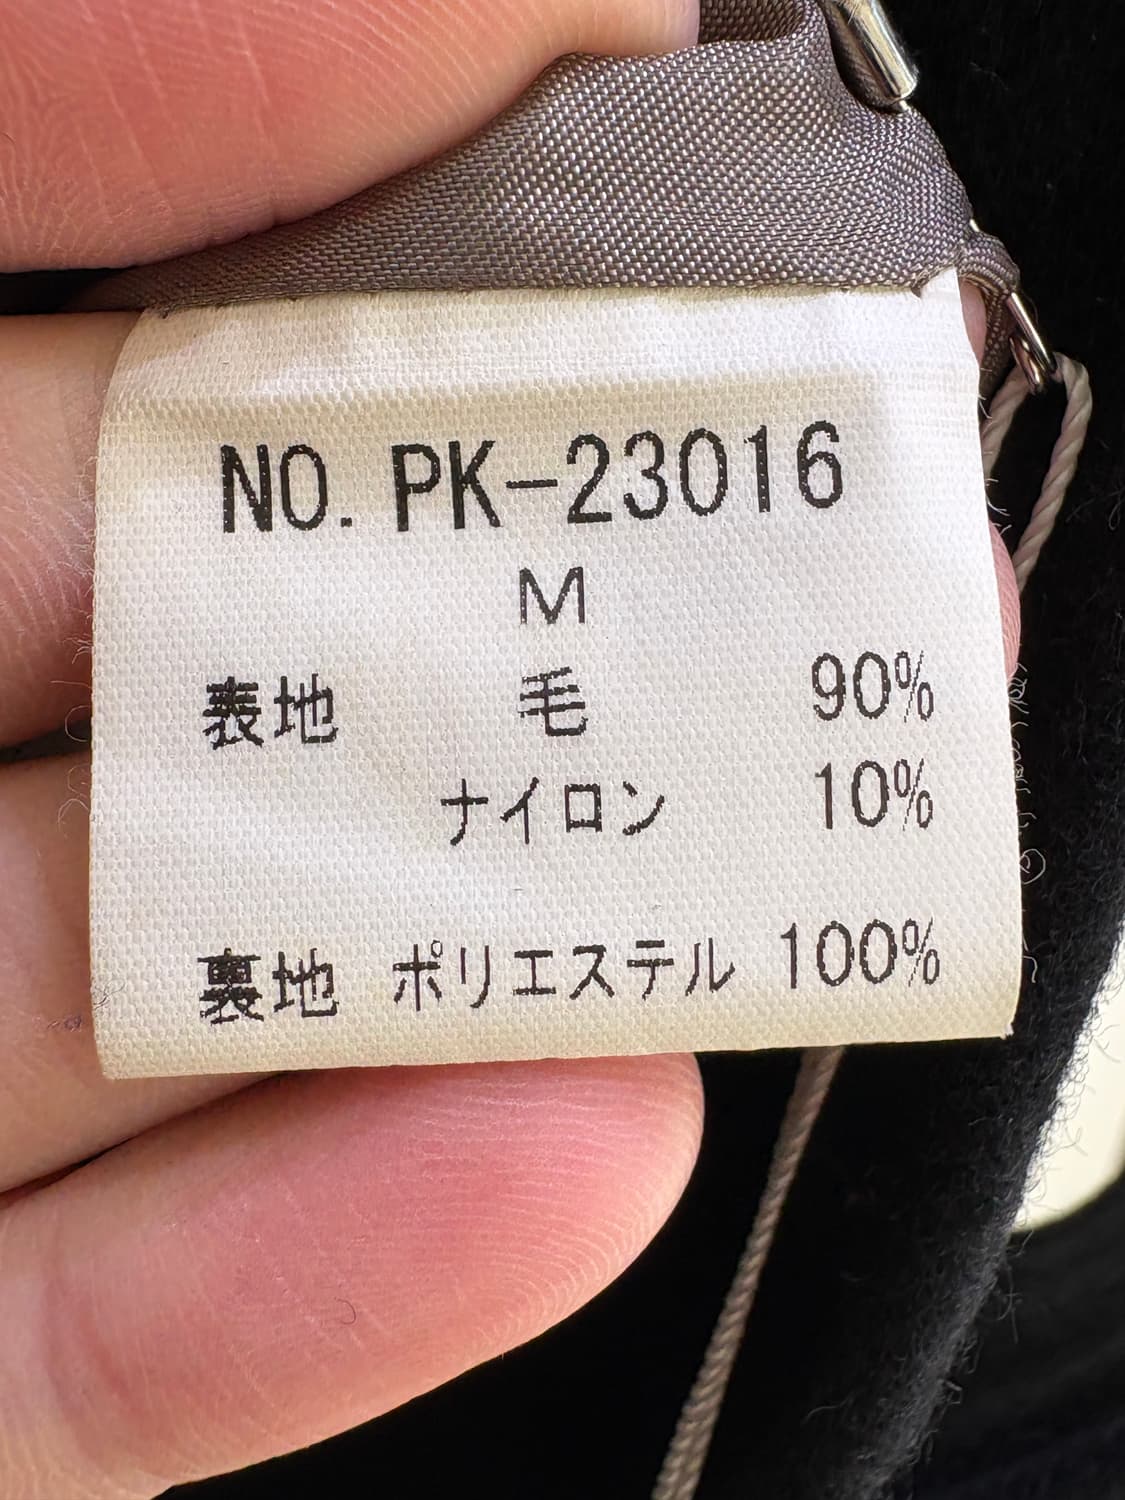 NO. PK-23016
M
表地 毛 90%
ナイロン 10%
裏地 ポリエステル 100%